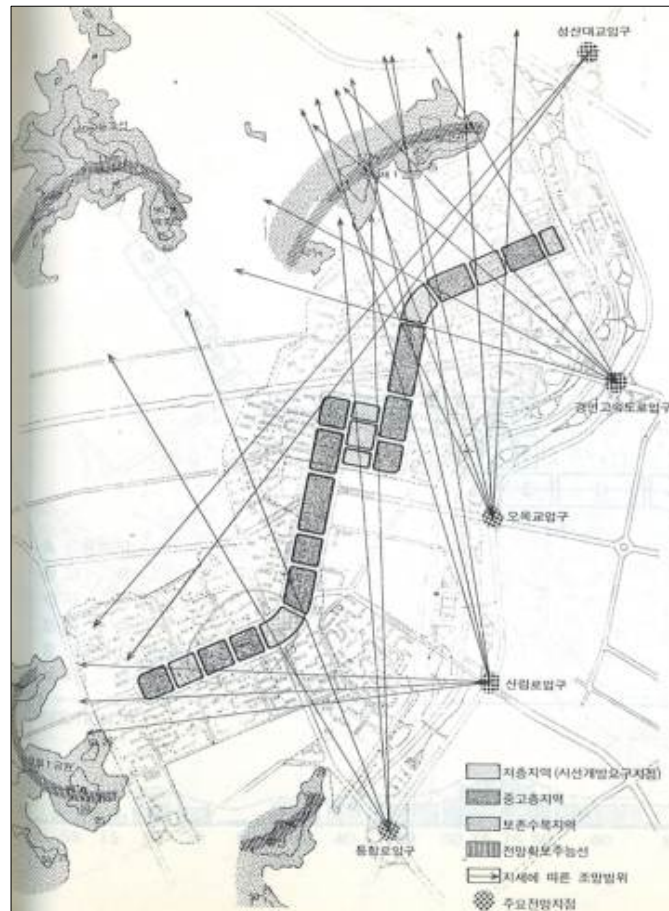 성산대교입구
경인고속도로입구
오목교입구
신림로입구
통합로입구
저층지역 (시선개방요구지점)
중고층지역
보존수복지역
전망확보주능선
지세에 따른 조망범위
주요전망지점